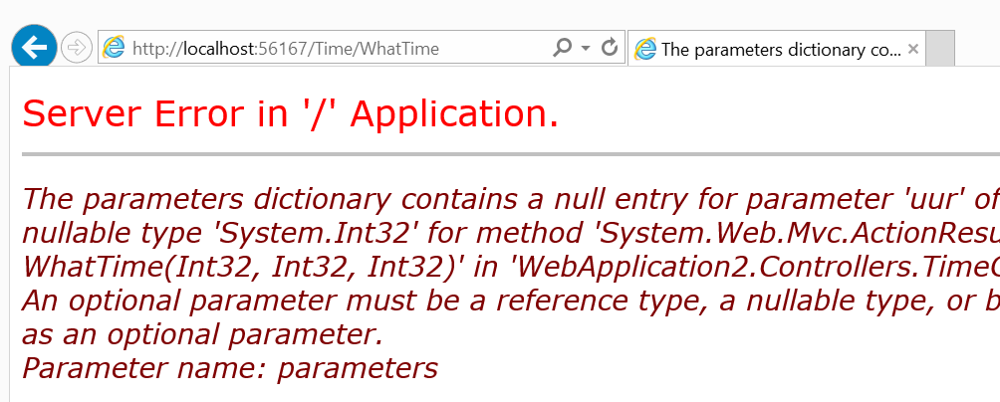 http://localhost:56167/Time/WhatTime
The parameters dictionary co...
Server Error in '/' Application.
The parameters dictionary contains a null entry for parameter 'uur' of
nullable type 'System.Int32' for method 'System.Web.Mvc.ActionResu
WhatTime(Int32, Int32, Int32)' in 'WebApplication2.Controllers.TimeC
An optional parameter must be a reference type, a nullable type, or b
as an optional parameter.
Parameter name: parameters